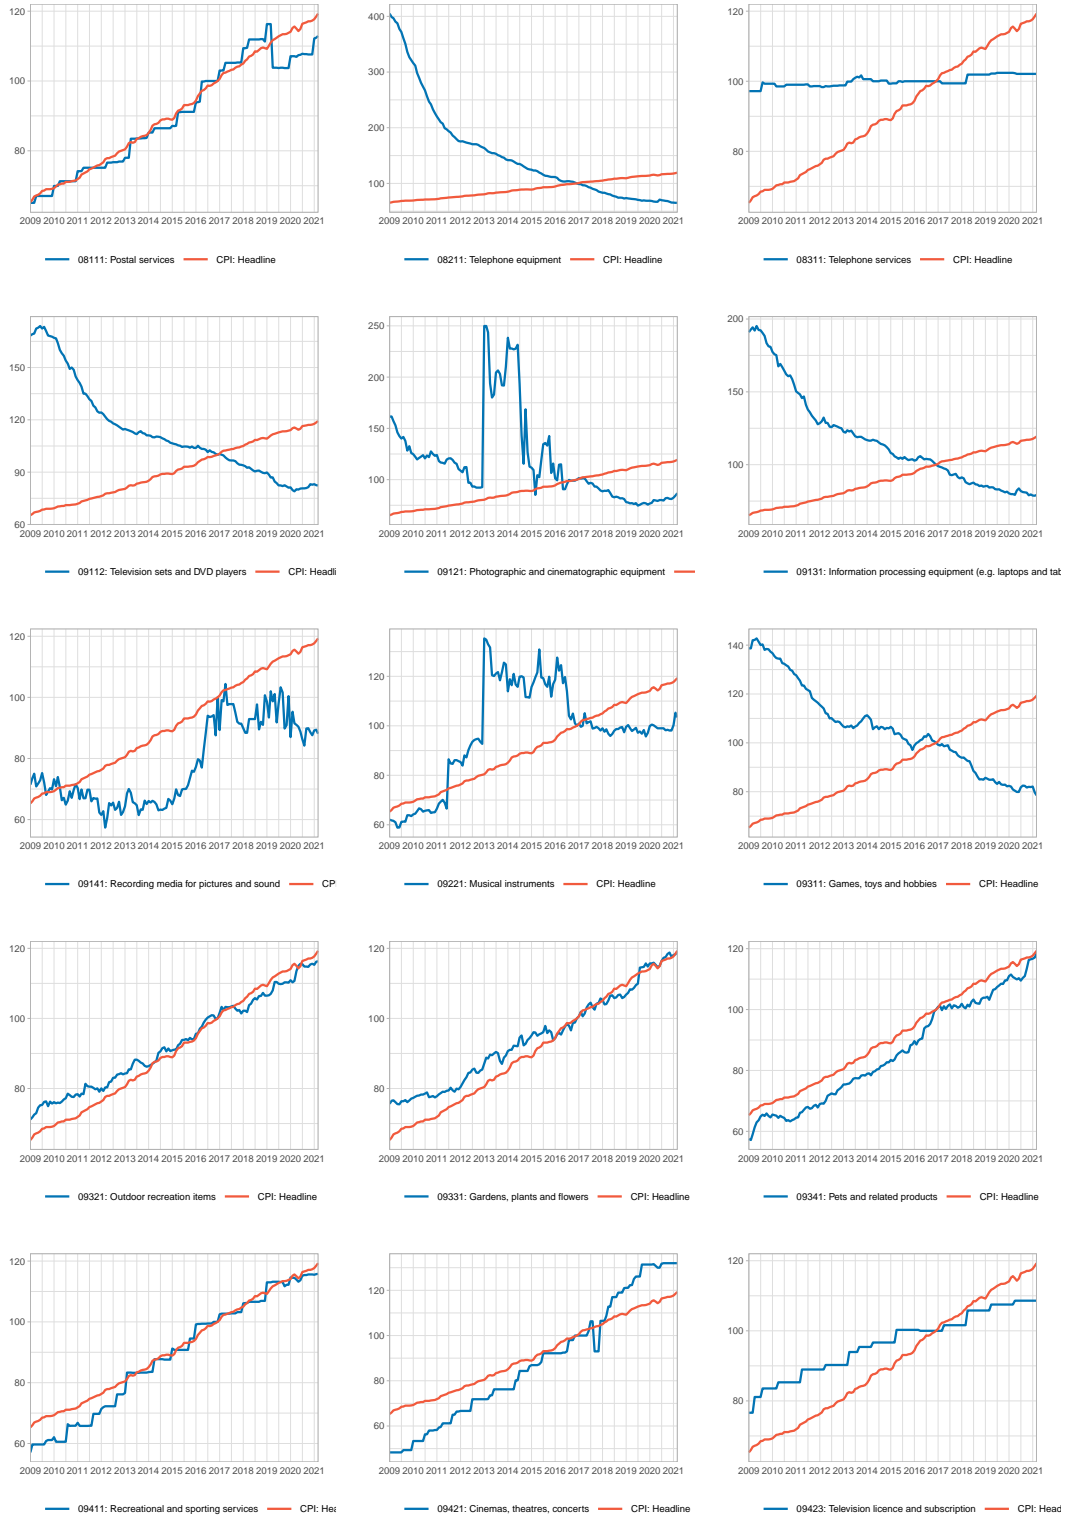 120
100
80
2009 2010 2011 2012 2013 2014 2015 2016 2017 2018 2019 2020 2021
08111: Postal services CPI: Headline
400
300
200
100
2009 2010 2011 2012 2013 2014 2015 2016 2017 2018 2019 2020 2021
08211: Telephone equipment CPI: Headline
120
100
80
2009 2010 2011 2012 2013 2014 2015 2016 2017 2018 2019 2020 2021
08311: Telephone services CPI: Headline
150
120
90
60
2009 2010 2011 2012 2013 2014 2015 2016 2017 2018 2019 2020 2021
09112: Television sets and DVD players CPI: Headli
250
200
150
100
2009 2010 2011 2012 2013 2014 2015 2016 2017 2018 2019 2020 2021
09121: Photographic and cinematographic equipment
200
150
100
2009 2010 2011 2012 2013 2014 2015 2016 2017 2018 2019 2020 2021
09131: Information processing equipment (e.g. laptops and tab
120
100
80
60
2009 2010 2011 2012 2013 2014 2015 2016 2017 2018 2019 2020 2021
09141: Recording media for pictures and sound CP
120
100
80
60
2009 2010 2011 2012 2013 2014 2015 2016 2017 2018 2019 2020 2021
09221: Musical instruments CPI: Headline
140
120
100
80
2009 2010 2011 2012 2013 2014 2015 2016 2017 2018 2019 2020 2021
09311: Games, toys and hobbies CPI: Headline
120
100
80
2009 2010 2011 2012 2013 2014 2015 2016 2017 2018 2019 2020 2021
09321: Outdoor recreation items CPI: Headline
120
100
80
2009 2010 2011 2012 2013 2014 2015 2016 2017 2018 2019 2020 2021
09331: Gardens, plants and flowers CPI: Headline
120
100
80
60
2009 2010 2011 2012 2013 2014 2015 2016 2017 2018 2019 2020 2021
09341: Pets and related products CPI: Headline
120
100
80
60
2009 2010 2011 2012 2013 2014 2015 2016 2017 2018 2019 2020 2021
09411: Recreational and sporting services CPI: Hea
120
100
80
60
2009 2010 2011 2012 2013 2014 2015 2016 2017 2018 2019 2020 2021
09421: Cinemas, theatres, concerts CPI: Headline
120
100
80
2009 2010 2011 2012 2013 2014 2015 2016 2017 2018 2019 2020 2021
09423: Television licence and subscription CPI: Head